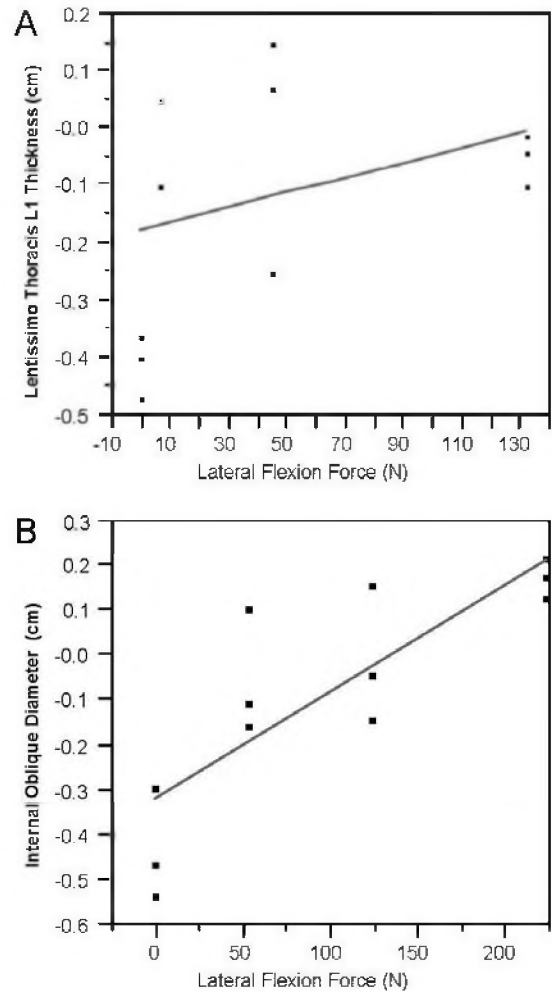 A
Lentissimo Thoracis L1 Thickness (cm)
0.2
0.1
-0.0
-0.1
-0.2
-0.3
-0.4
-0.5
-10 10 30 50 70 90 110 130
Lateral Flexion Force (N)
B
Internal Oblique Diameter (cm)
0.3
0.2
0.1
-0.0
-0.1
-0.2
-0.3
-0.4
-0.5
-0.6
0 50 100 150 200
Lateral Flexion Force (N)